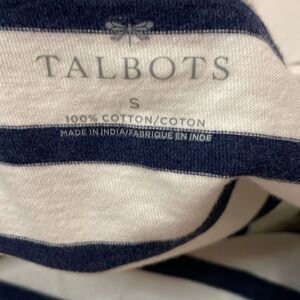 TALBOTS
S
100% COTTON/COTON
MADE IN INDIA/FABRIQUÉ EN INDE